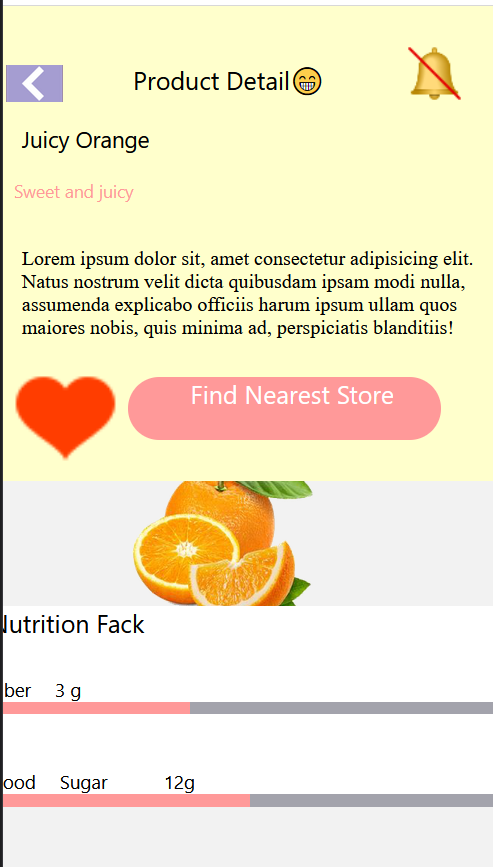 Product Detail😁
Juicy Orange
Sweet and juicy
Lorem ipsum dolor sit, amet consectetur adipisicing elit.
Natus nostrum velit dicta quibusdam ipsam modi nulla,
assumenda explicabo officiis harum ipsum ullam quos
maiores nobis, quis minima ad, perspiciatis blanditiis!
Find Nearest Store
Nutrition Fack
ber 3 g
ood Sugar 12g